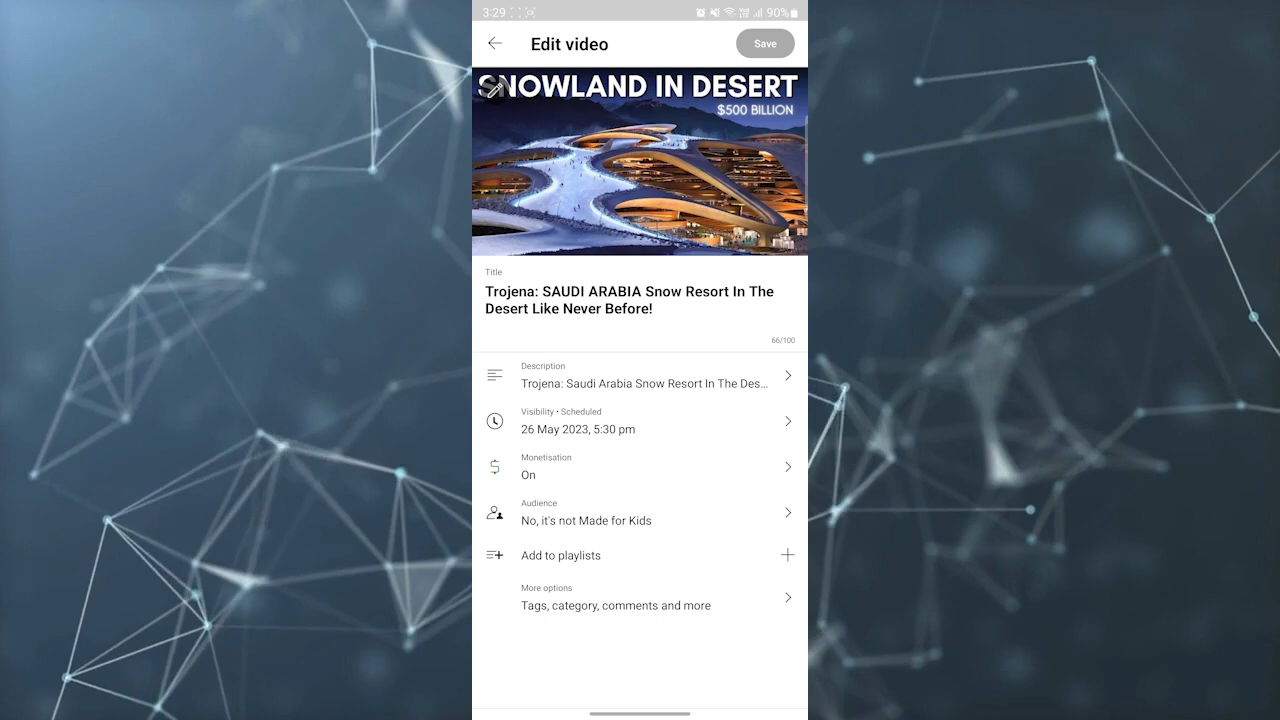 3:29 90%
Edit video Save
SNOWLAND IN DESERT
$500 BILLION
Title
Trojena: SAUDI ARABIA Snow Resort In The
Desert Like Never Before!
66/100
Description
Trojena: Saudi Arabia Snow Resort In The Des...
Visibility • Scheduled
26 May 2023, 5:30 pm
Monetisation
On
Audience
No, it's not Made for Kids
Add to playlists
More options
Tags, category, comments and more